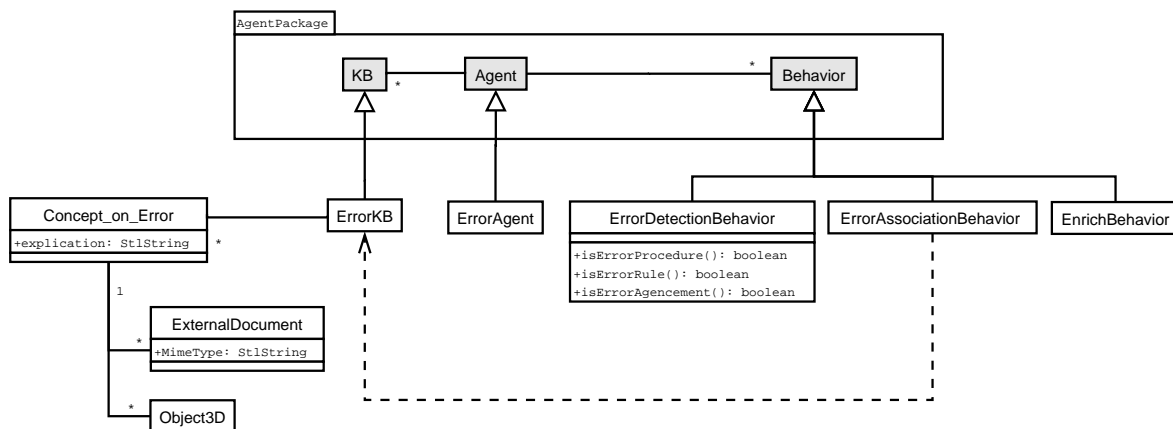 AgentPackage
KB
*
Agent
*
Behavior
Concept_on_Error
+explication: StlString
*
ErrorKB
ErrorAgent
ErrorDetectionBehavior
+isErrorProcedure(): boolean
+isErrorRule(): boolean
+isErrorAgencement(): boolean
ErrorAssociationBehavior
EnrichBehavior
1
*
ExternalDocument
+MimeType: StlString
*
Object3D